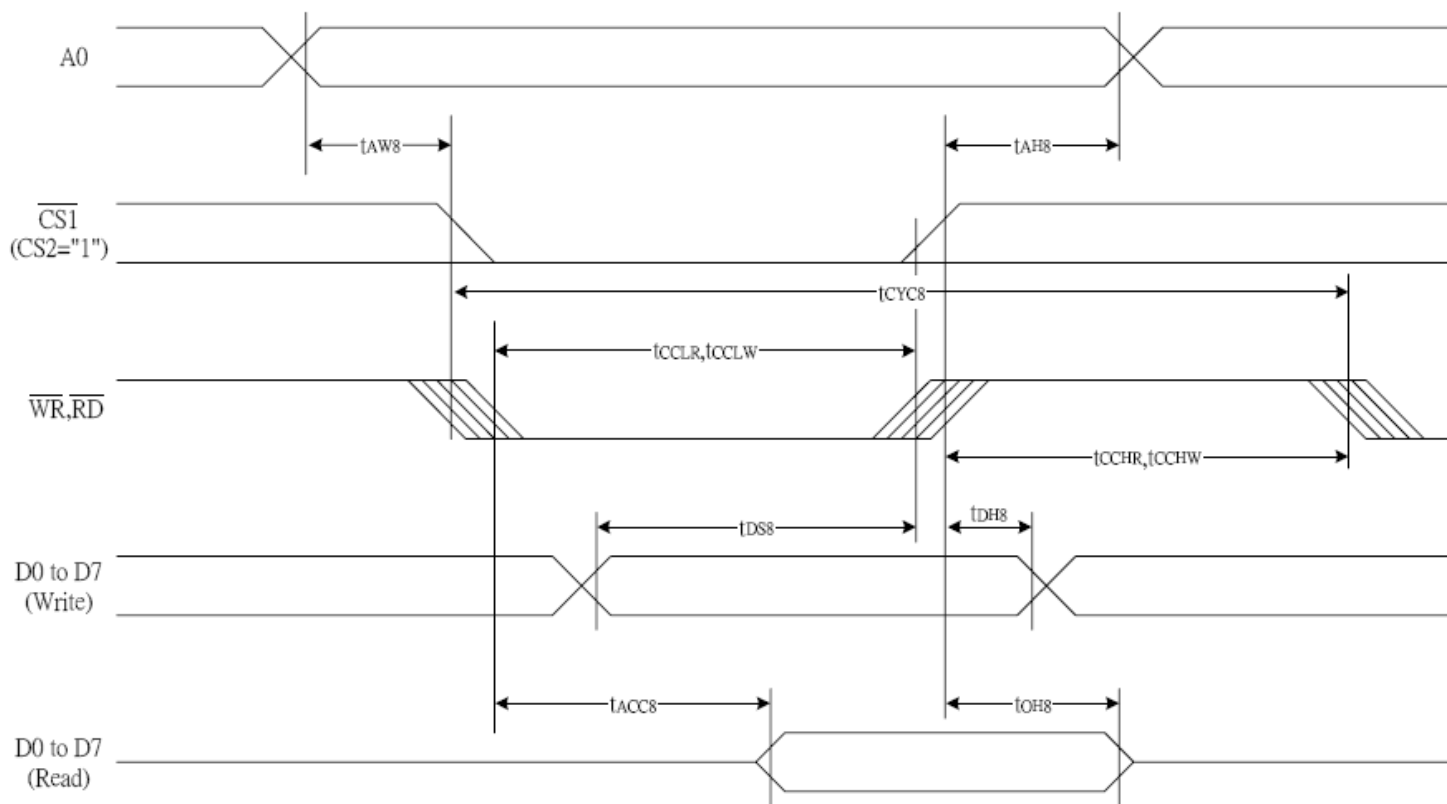 A0
tAW8
tAH8
CS1
(CS2="1")
tCYC8
tCCLR,tCCLW
WR,RD
tCCHR,tCCHW
tDS8
tDH8
D0 to D7
(Write)
tACC8
tOH8
D0 to D7
(Read)